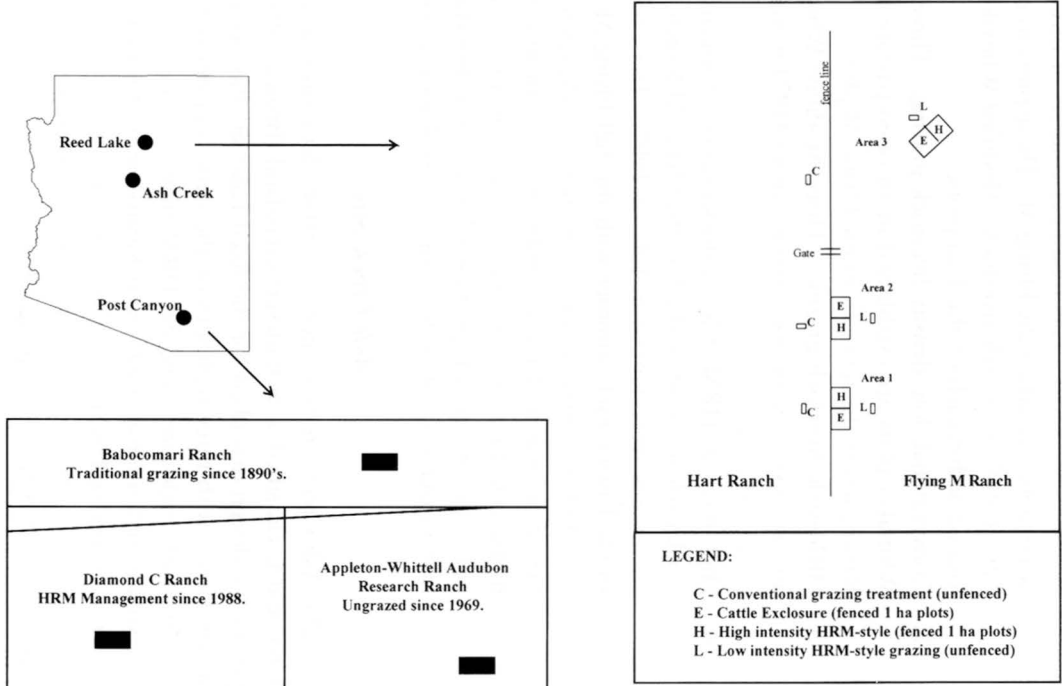 Reed Lake
Ash Creek
Post Canyon
Babocomari Ranch
Traditional grazing since 1890's.
Diamond C Ranch
HRM Management since 1988.
Appleton-Whittell Audubon
Research Ranch
Ungrazed since 1969.
fence line
L
H
E
Area 3
C
Gate
Area 2
E
L
C
H
Area 1
H
C
L
E
Hart Ranch
Flying M Ranch
LEGEND:
C - Conventional grazing treatment (unfenced)
E - Cattle Exclosure (fenced 1 ha plots)
H - High intensity HRM-style (fenced 1 ha plots)
L - Low intensity HRM-style grazing (unfenced)